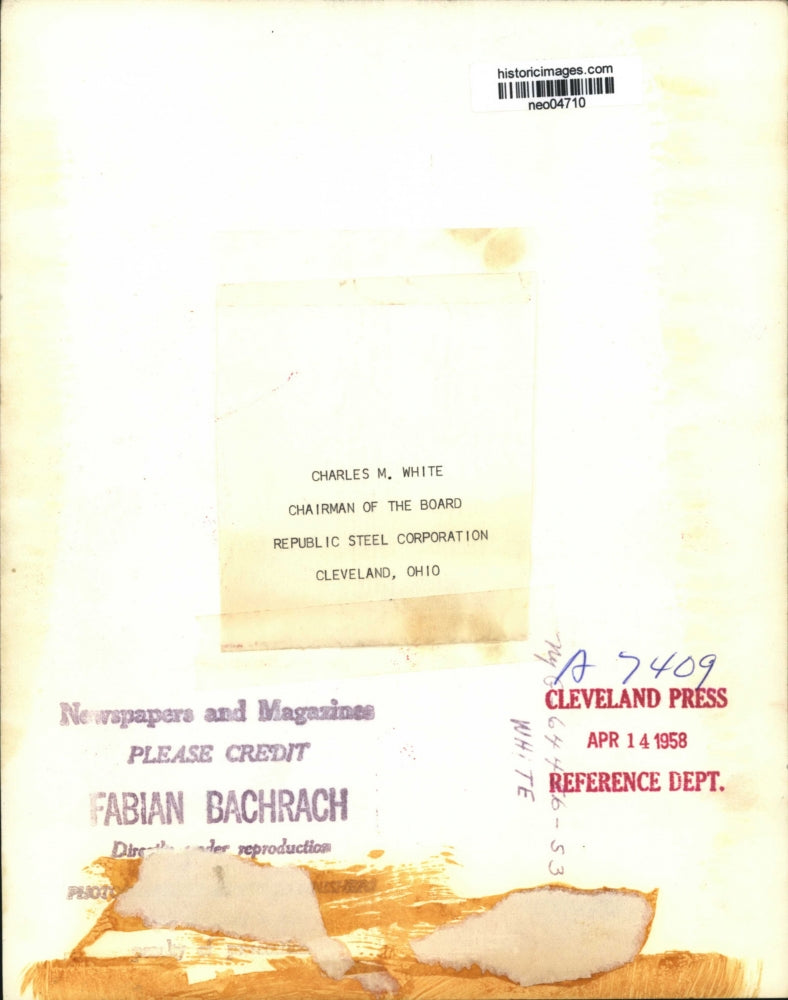 historicimages.com
neo04710
CHARLES M. WHITE
CHAIRMAN OF THE BOARD
REPUBLIC STEEL CORPORATION
CLEVELAND, OHIO
A 7409
CLEVELAND PRESS
APR 14 1958
REFERENCE DEPT.
WHITE
Newspapers and Magazines
PLEASE CREDIT
FABIAN BACHRACH
reproduction